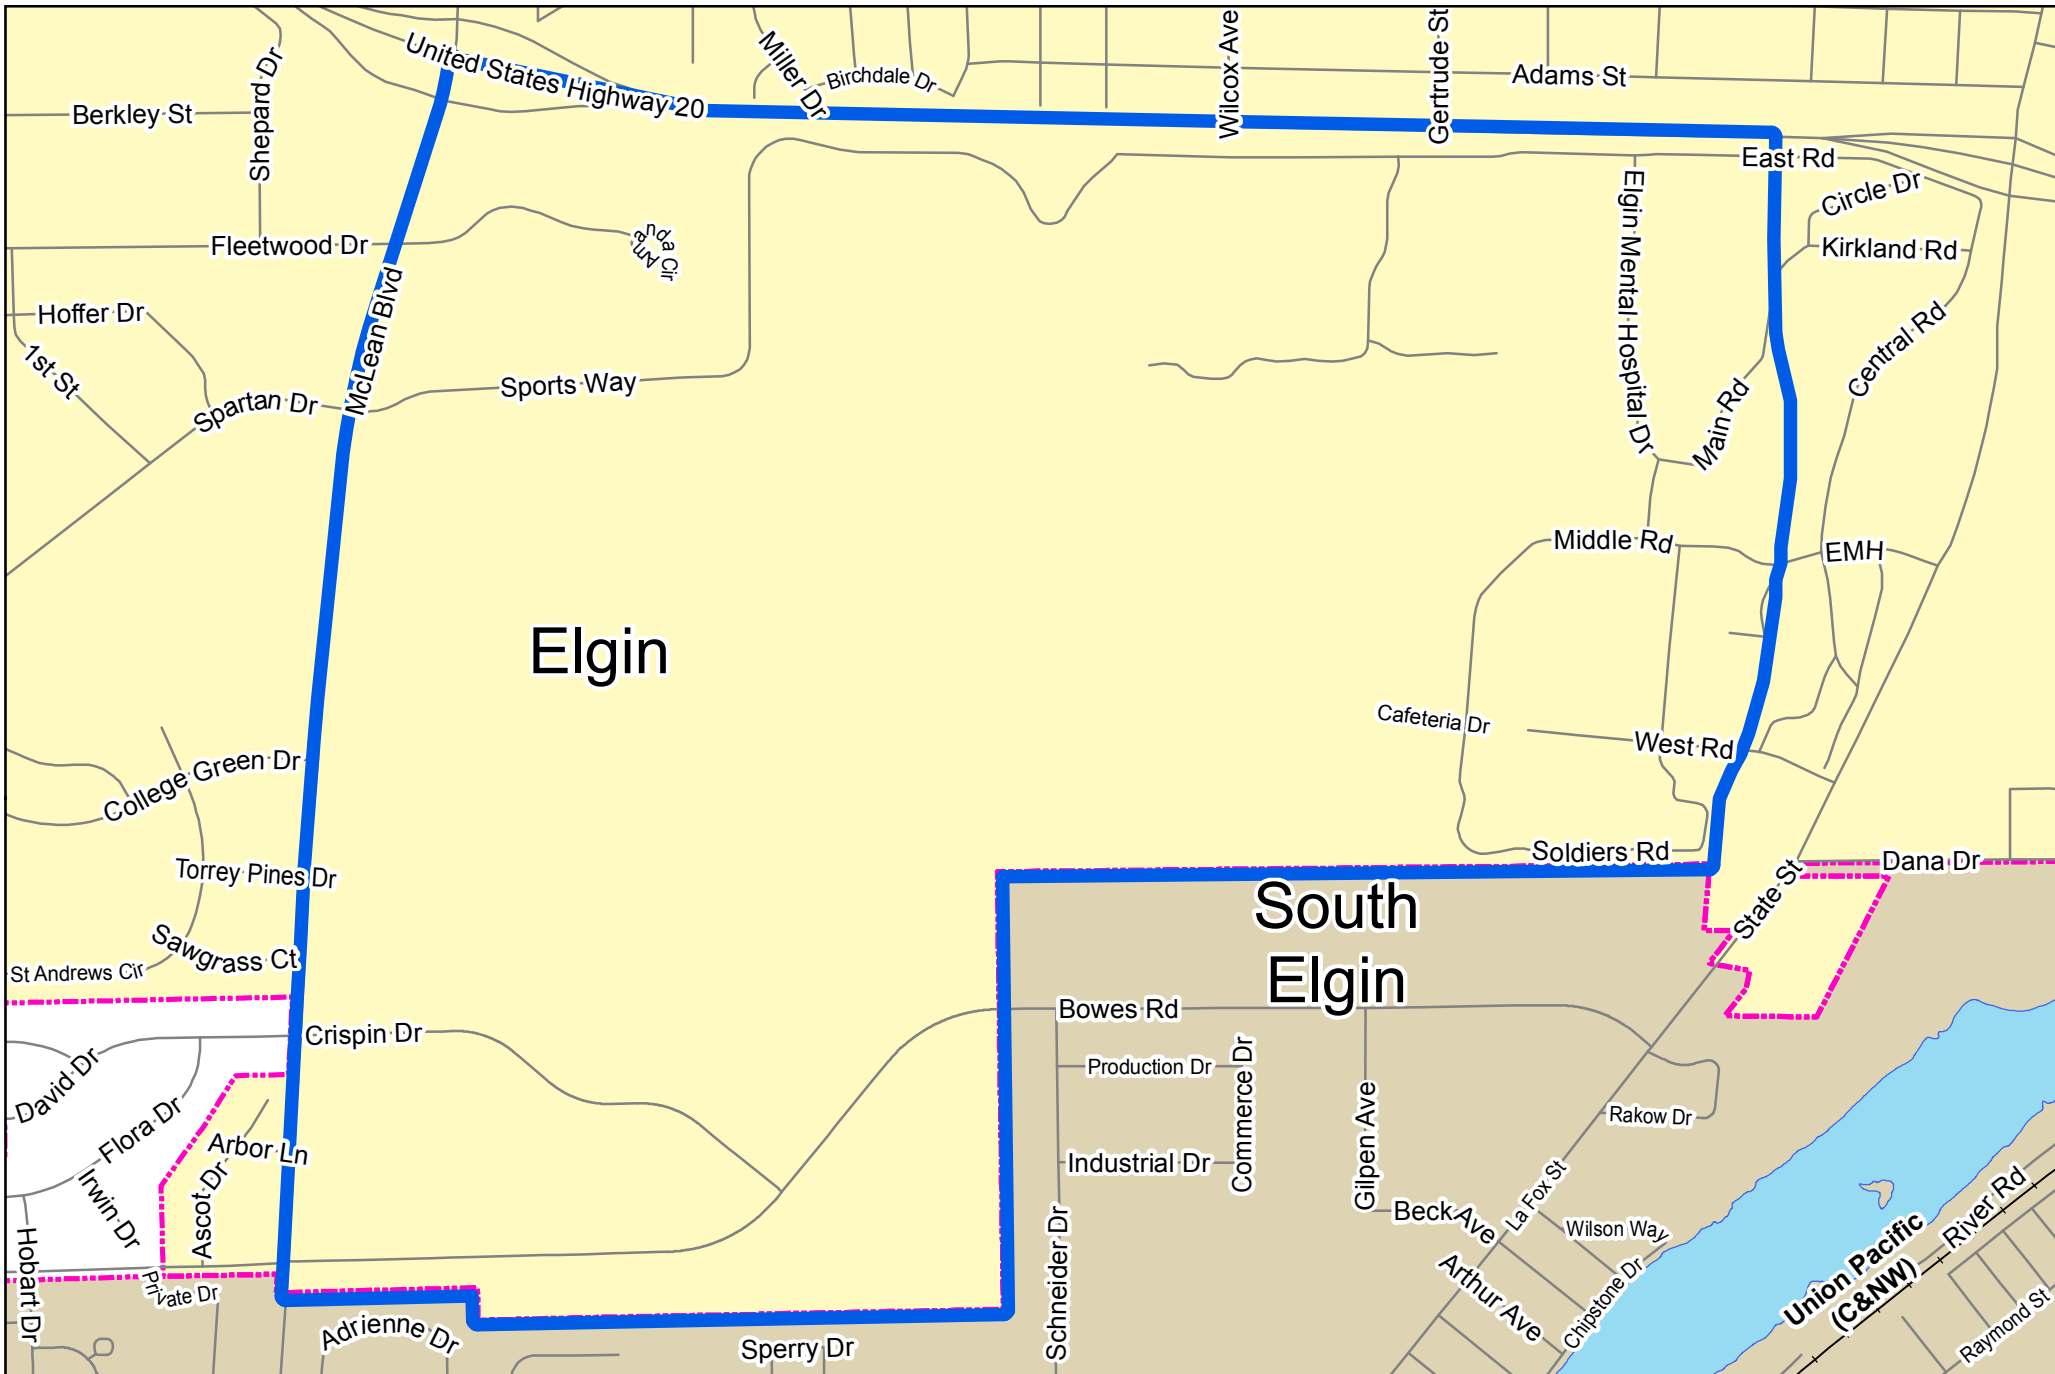 United States Highway 20
Miller Dr
Birchdale Dr
Wilcox Ave
Gertrude St
Adams St
Shepard Dr
Berkley St
East Rd
Circle Dr
Kirkland Rd
Fleetwood Dr
Amanda Cir
Elgin Mental Hospital Dr
McLean Blvd
Hoffer Dr
1st St
Spartan Dr
Sports Way
Central Rd
Main Rd
Middle Rd
EMH
Elgin
Cafeteria Dr
West Rd
College Green Dr
Torrey Pines Dr
Soldiers Rd
Dana Dr
South
Elgin
State St
Sawgrass Ct
St Andrews Cir
Crispin Dr
Bowes Rd
David Dr
Production Dr
Commerce Dr
Gilpen Ave
Rakow Dr
Flora Dr
Arbor Ln
Industrial Dr
Irwin Dr
Ascot Dr
Beck Ave
La Fox St
Wilson Way
River Rd
Union Pacific
(C&NW)
Hobart Dr
Private Dr
Schneider Dr
Arthur Ave
Chipstone Dr
Adrienne Dr
Sperry Dr
Raymond St